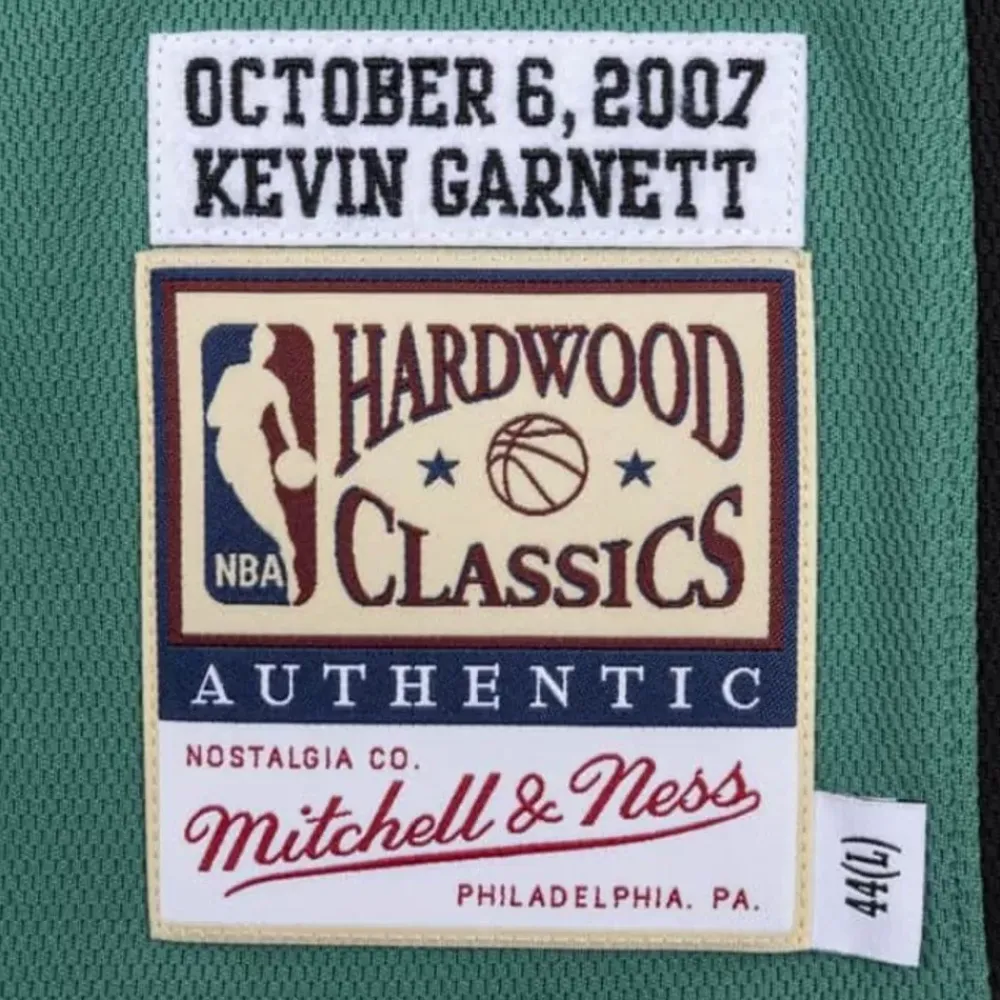 OCTOBER 6, 2007
KEVIN GARNETT
HARDWOOD
CLASSICS
NBA
AUTHENTIC
NOSTALGIA CO.
Mitchell & Ness
PHILADELPHIA. PA.
44(L)